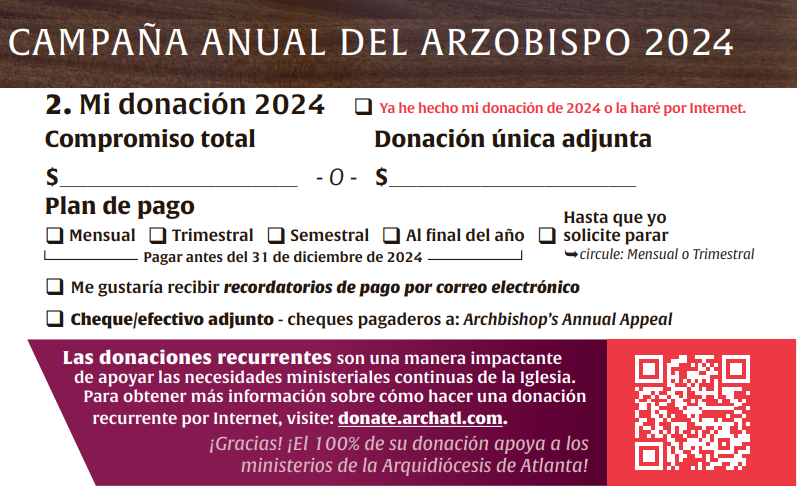 CAMPAÑA ANUAL DEL ARZOBISPO 2024
2. Mi donación 2024 ❏ Ya he hecho mi donación de 2024 o la haré por Internet.
Compromiso total Donación única adjunta
$__________________________ - O - $__________________________
Plan de pago
❏ Mensual ❏ Trimestral ❏ Semestral ❏ Al final del año ❏ Hasta que yo
solicite parar
Pagar antes del 31 de diciembre de 2024 ➥circule: Mensual o Trimestral
❏ Me gustaría recibir recordatorios de pago por correo electrónico
❏ Cheque/efectivo adjunto - cheques pagaderos a: Archbishop's Annual Appeal
Las donaciones recurrentes son una manera impactante
de apoyar las necesidades ministeriales continuas de la Iglesia.
Para obtener más información sobre cómo hacer una donación
recurrente por Internet, visite: donate.archatl.com.
¡Gracias! ¡El 100% de su donación apoya a los
ministerios de la Arquidiócesis de Atlanta!